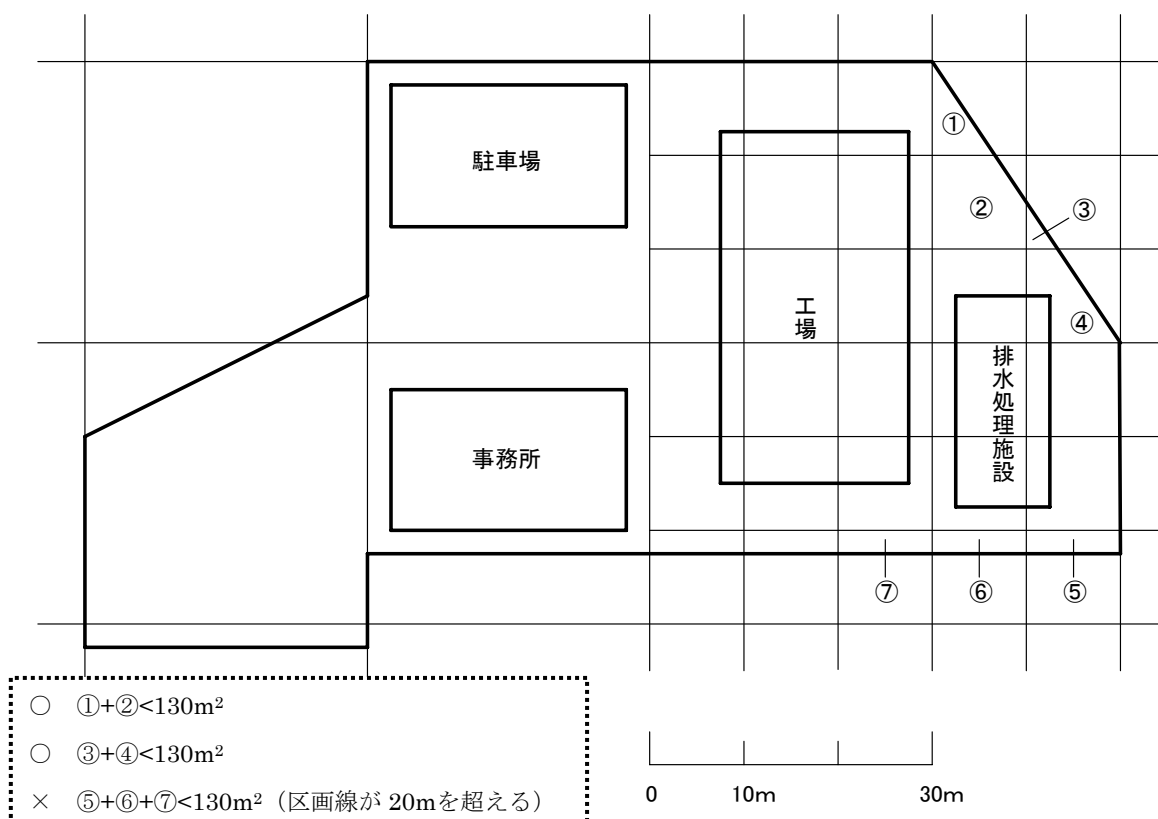 ①
駐車場
②
③
工場
④
排水処理施設
事務所
⑦
⑥
⑤
○ ①+②<130m²
○ ③+④<130m²
× ⑤+⑥+⑦<130m²（区画線が 20mを超える）
0 10m 30m